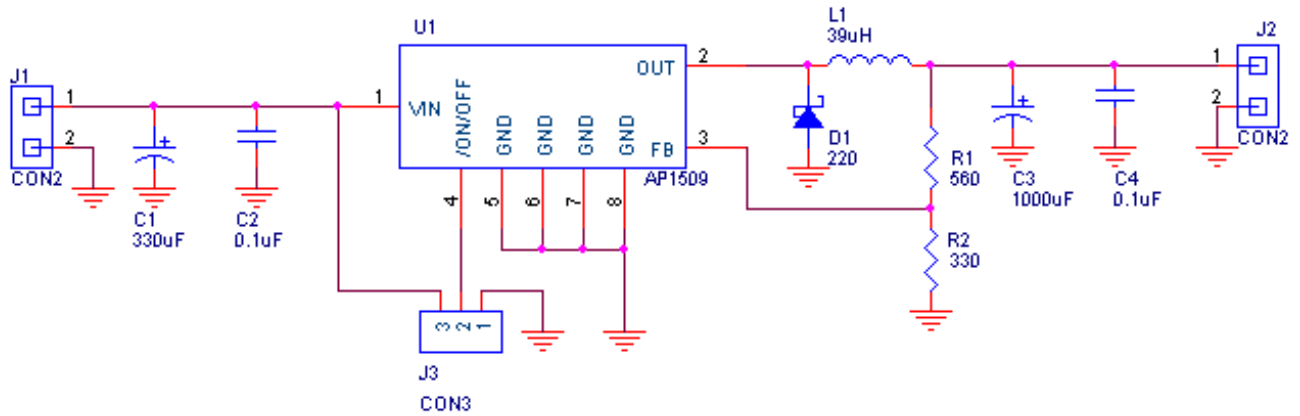 J1
1
2
CON2
C1
330uF
C2
0.1uF
U1
1
VIN
/ON/OFF
GND
GND
GND
GND
OUT
FB
AP1509
2
3
4
5
6
7
8
3 2 1
J3
CON3
L1
39uH
D1
220
R1
560
R2
330
C3
1000uF
C4
0.1uF
J2
1
2
CON2